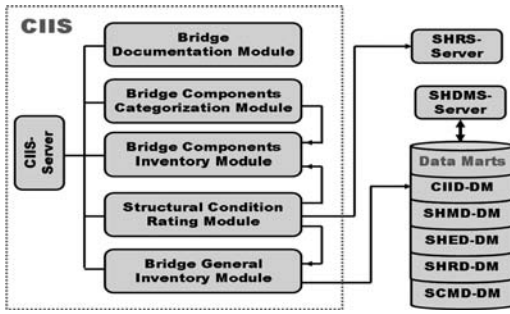 CIIS
Bridge
Documentation Module
Bridge Components
Categorization Module
Bridge Components
Inventory Module
Structural Condition
Rating Module
Bridge General
Inventory Module
CIIS-
Server
SHRS-
Server
SHDMS-
Server
Data Marts
CIID-DM
SHMD-DM
SHED-DM
SHRD-DM
SCMD-DM